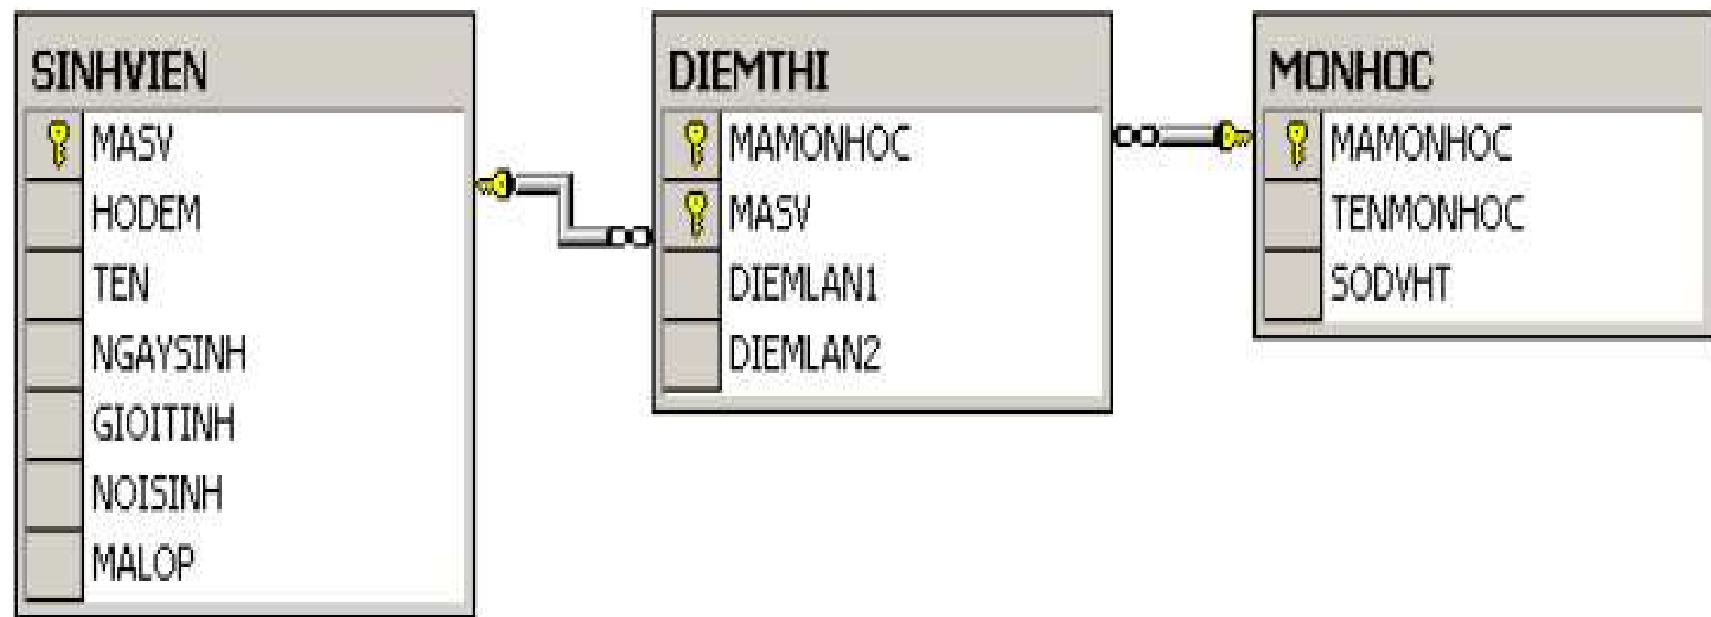 SINHVIEN
MASV
HODEM
TEN
NGAYSINH
GIOITINH
NOISINH
MALOP
DIEMTHI
MAMONHOC
MASV
DIEMLAN1
DIEMLAN2
MONHOC
MAMONHOC
TENMONHOC
SODVHT